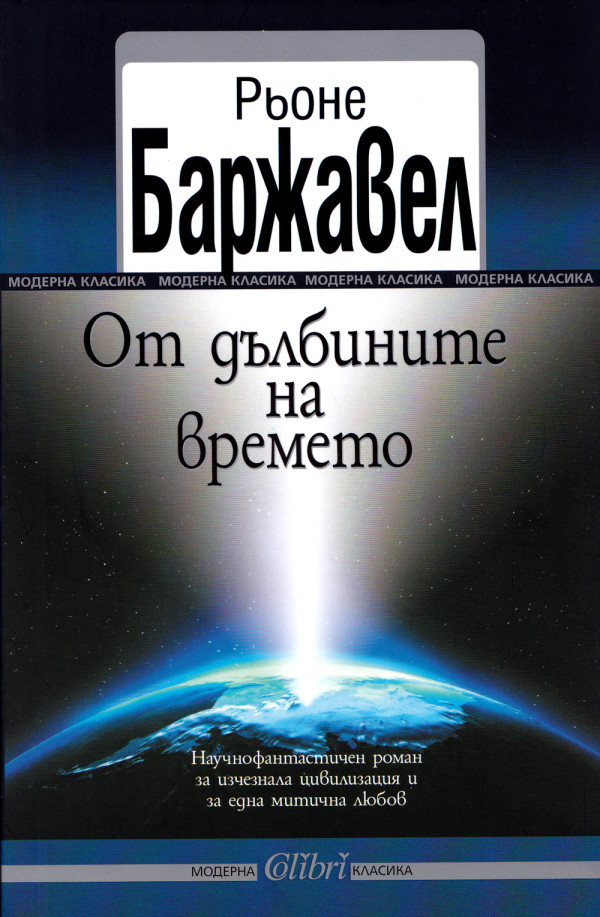 Рьоне
Баржавел
МОДЕРНА КЛАСИКА МОДЕРНА КЛАСИКА МОДЕРНА КЛАСИКА МОДЕРНА КЛАСИКА
От дълбините
на
времето
Научнофантастичен роман
за изчезнала цивилизация и
за една митична любов
МОДЕРНА Colibri КЛАСИКА